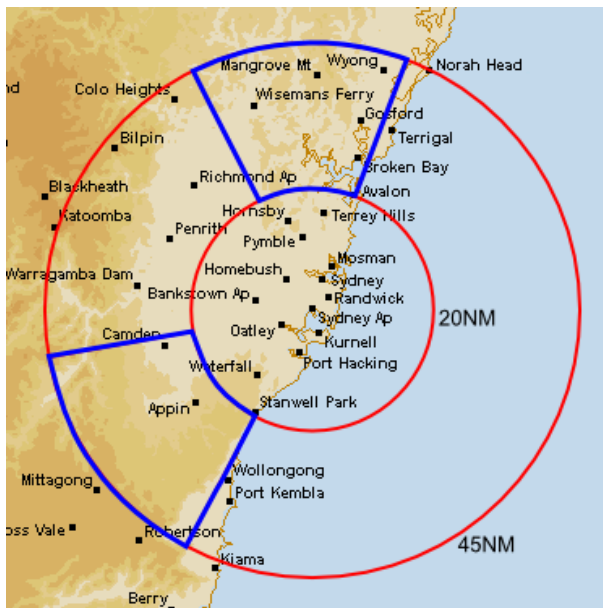 Mangrove Mt
Wyong
Norah Head
Colo Heights
Wisemans Ferry
Gosford
Terrigal
Bilpin
Broken Bay
Richmond Ap
Blackheath
Avalon
Katoomba
Hornsby
Terrey Hills
Penrith
Pymble
Mosman
Warragamba Dam
Homebush
Sydney
Bankstown Ap
Randwick
Sydney Ap
20NM
Camden
Oatley
Kurnell
Port Hacking
Waterfall
Appin
Stanwell Park
Wollongong
Mittagong
Port Kembla
oss Vale
Robertson
45NM
Kiama
Berry